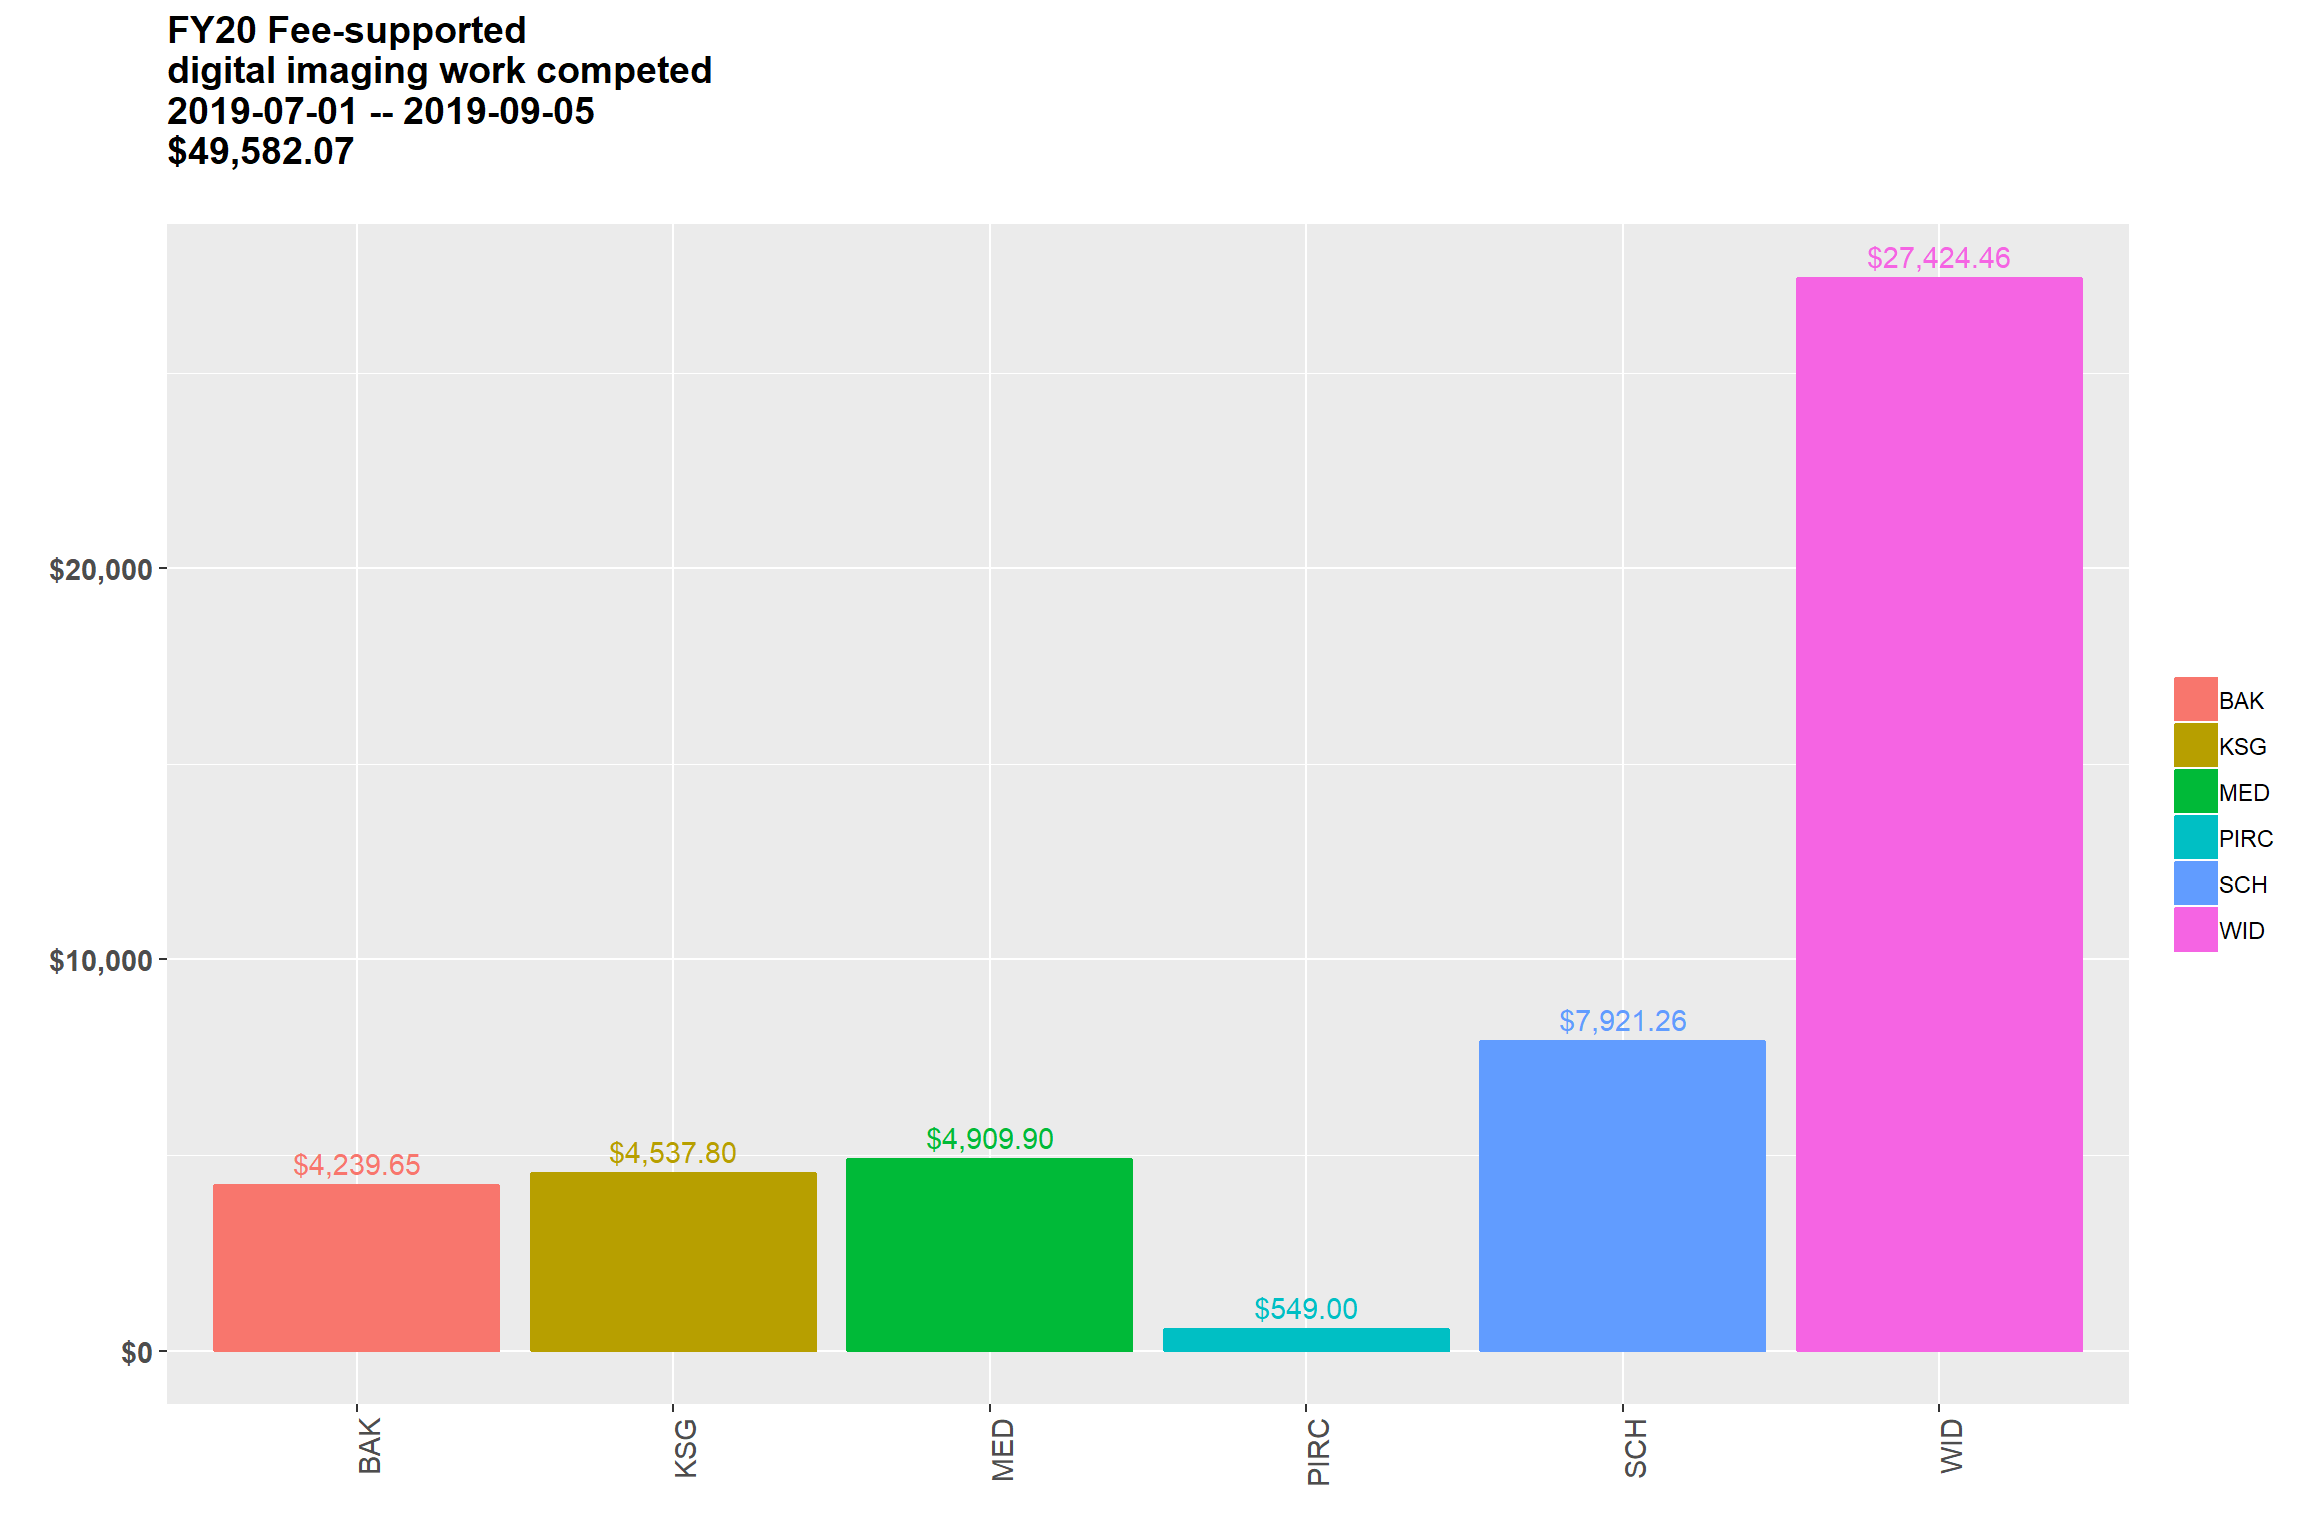 FY20 Fee-supported
digital imaging work competed
2019-07-01 -- 2019-09-05
$49,582.07
$27,424.46
$20,000
$10,000
$7,921.26
$4,909.90
$4,537.80
$4,239.65
$549.00
$0
BAK
KSG
MED
PIRC
SCH
WID
BAK
KSG
MED
PIRC
SCH
WID